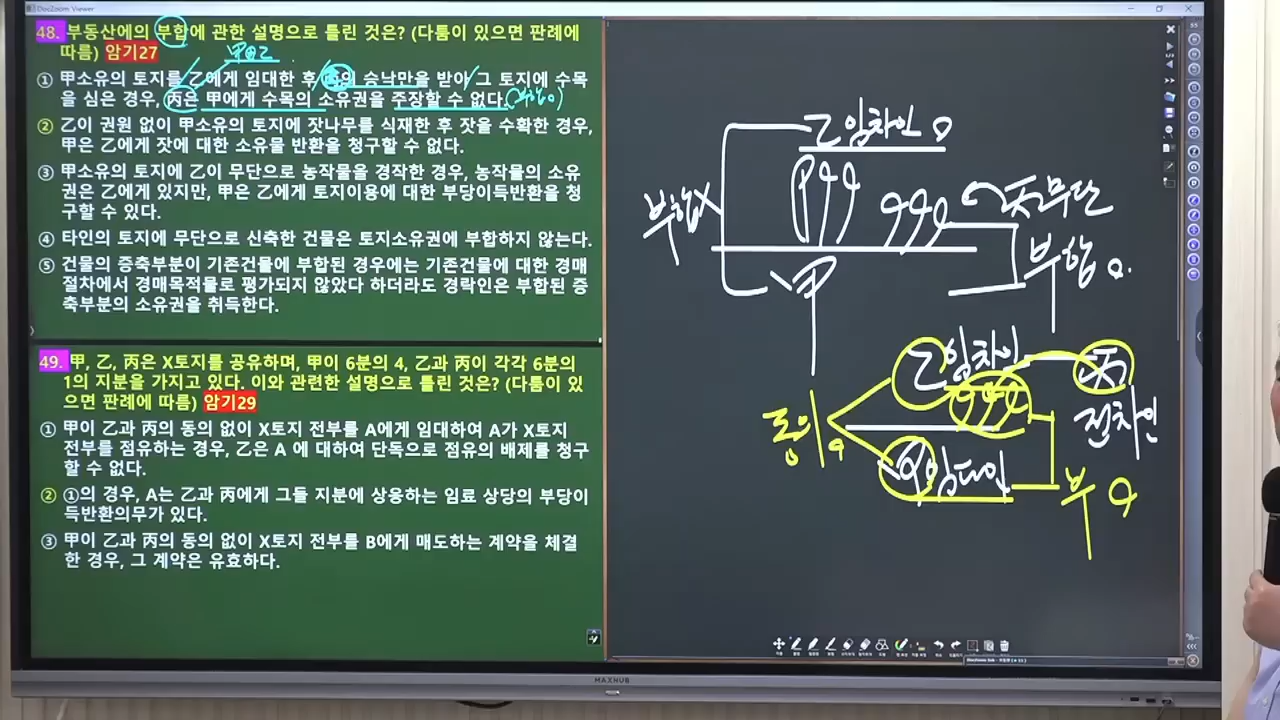 DocZoom Viewer
48. 부동산에의 부합에 관한 설명으로 틀린 것은? (다툼이 있으면 판례에
따름) 암기27
① 甲소유의 토지를 乙에게 임대한 후 乙의 승낙만을 받아 그 토지에 수목
을 심은 경우, 丙은 甲에게 수목의 소유권을 주장할 수 없다.
② 乙이 권원 없이 甲소유의 토지에 잣나무를 식재한 후 잣을 수확한 경우,
甲은 乙에게 잣에 대한 소유물 반환을 청구할 수 없다.
③ 甲소유의 토지에 乙이 무단으로 농작물을 경작한 경우, 농작물의 소유
권은 乙에게 있지만, 甲은 乙에게 토지이용에 대한 부당이득반환을 청
구할 수 있다.
④ 타인의 토지에 무단으로 신축한 건물은 토지소유권에 부합하지 않는다.
⑤ 건물의 증축부분이 기존건물에 부합된 경우에는 기존건물에 대한 경매
절차에서 경매목적물로 평가되지 않았다 하더라도 경락인은 부합된 증
축부분의 소유권을 취득한다.
49. 甲, 乙, 丙은 X토지를 공유하며, 甲이 6분의 4, 乙과 丙이 각각 6분의
1의 지분을 가지고 있다. 이와 관련한 설명으로 틀린 것은? (다툼이 있
으면 판례에 따름) 암기29
① 甲이 乙과 丙의 동의 없이 X토지 전부를 A에게 임대하여 A가 X토지
전부를 점유하는 경우, 乙은 A 에 대하여 단독으로 점유의 배제를 청구
할 수 없다.
② ①의 경우, A는 乙과 丙에게 그들 지분에 상응하는 임료 상당의 부당이
득반환의무가 있다.
③ 甲이 乙과 丙의 동의 없이 X토지 전부를 B에게 매도하는 계약을 체결
한 경우, 그 계약은 유효하다.
乙임차인
부합X
丙무단
甲
부합
乙임차인
丙
전차인
동의
임대인
부
MAXHUB